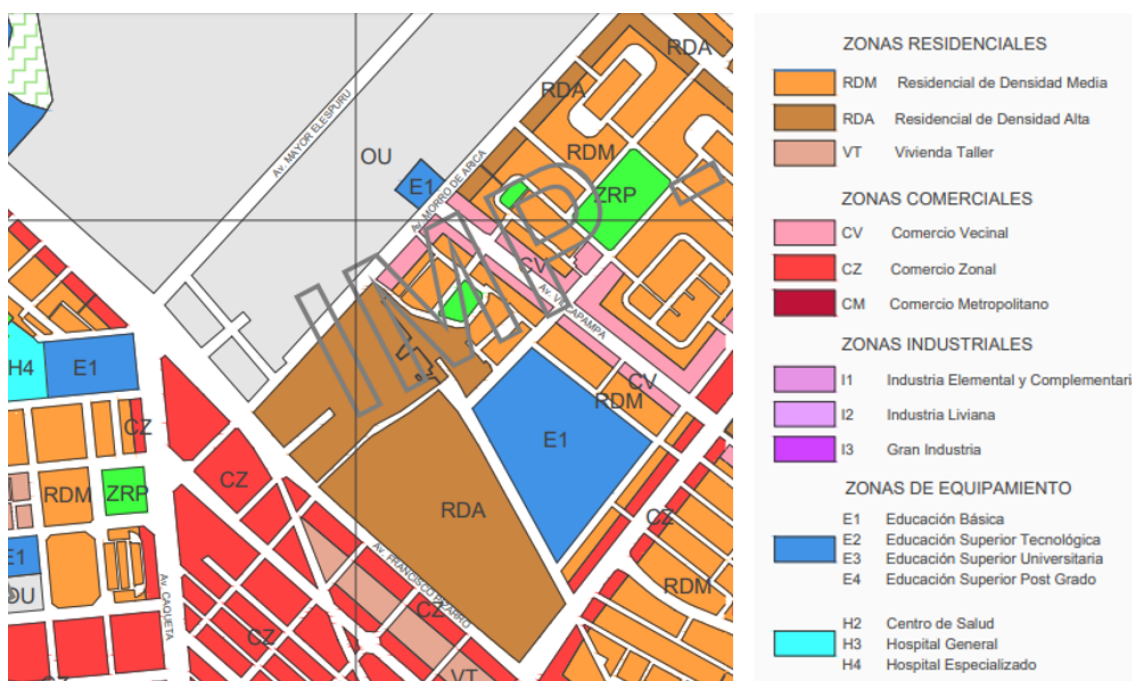 RDA
RDA
Av. MAYOR ELESPURU
OU
RDM
E1
ZRP
Av. MORRO DE ARICA
IMP
CV
Av. VILCAPAMPA
H4
E1
CV
RDM
CZ
E1
CZ
RDM
ZRP
RDA
CZ
Av. FRANCISCO PIZARRO
E1
OU
RDM
Av. CAQUETA
CZ
CZ
VT
CZ
ZONAS RESIDENCIALES
RDM Residencial de Densidad Media
RDA Residencial de Densidad Alta
VT Vivienda Taller
ZONAS COMERCIALES
CV Comercio Vecinal
CZ Comercio Zonal
CM Comercio Metropolitano
ZONAS INDUSTRIALES
I1 Industria Elemental y Complementari
I2 Industria Liviana
I3 Gran Industria
ZONAS DE EQUIPAMIENTO
E1 Educación Básica
E2 Educación Superior Tecnológica
E3 Educación Superior Universitaria
E4 Educación Superior Post Grado
H2 Centro de Salud
H3 Hospital General
H4 Hospital Especializado